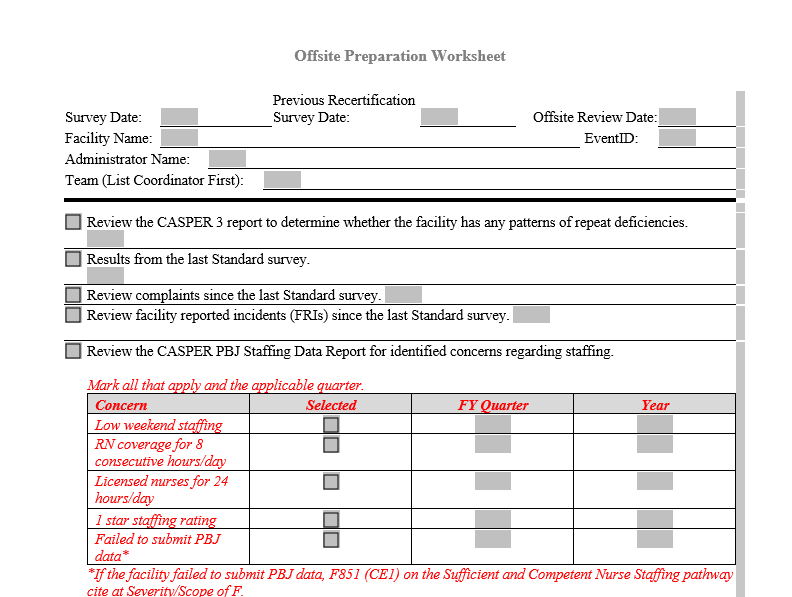 Offsite Preparation Worksheet
Previous Recertification
Survey Date: Survey Date: Offsite Review Date:
Facility Name: EventID:
Administrator Name:
Team (List Coordinator First):
Review the CASPER 3 report to determine whether the facility has any patterns of repeat deficiencies.
Results from the last Standard survey.
Review complaints since the last Standard survey.
Review facility reported incidents (FRIs) since the last Standard survey.
Review the CASPER PBJ Staffing Data Report for identified concerns regarding staffing.
Mark all that apply and the applicable quarter.
Concern Selected FY Quarter Year
Low weekend staffing
RN coverage for 8
consecutive hours/day
Licensed nurses for 24
hours/day
1 star staffing rating
Failed to submit PBJ
data*
*If the facility failed to submit PBJ data, F851 (CE1) on the Sufficient and Competent Nurse Staffing pathway
cite at Severity/Scope of F.